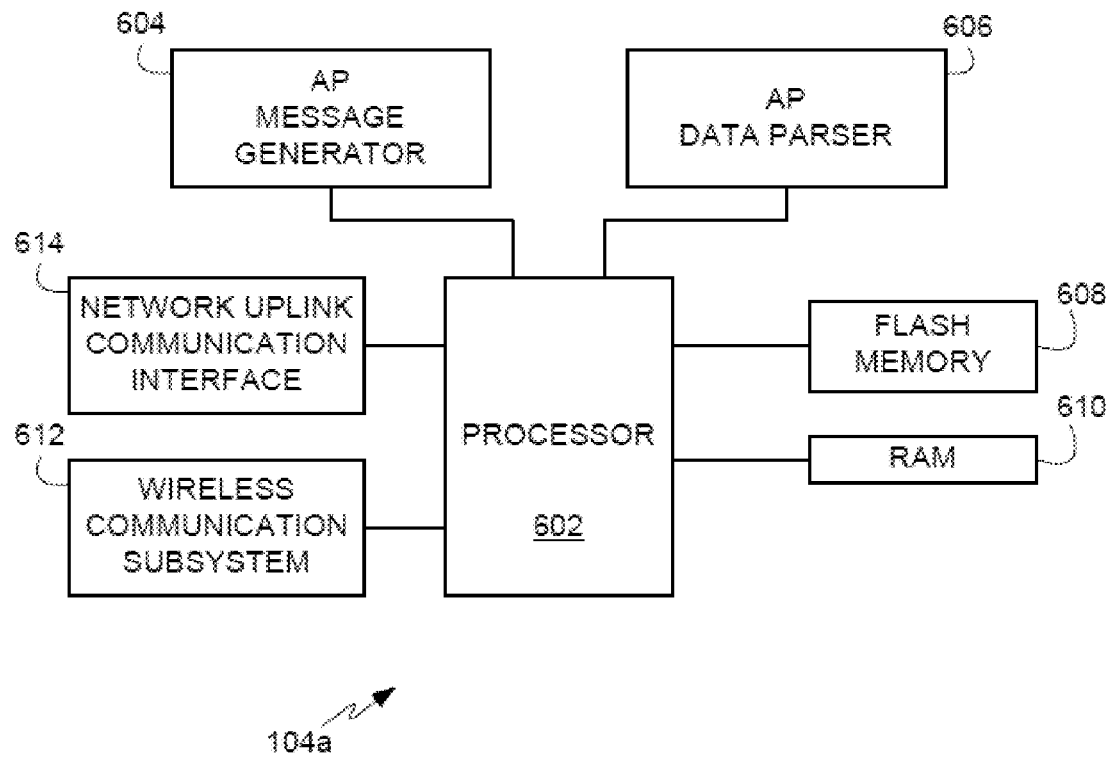 604
AP
MESSAGE
GENERATOR
606
AP
DATA PARSER
614
NETWORK UPLINK
COMMUNICATION
INTERFACE
608
FLASH
MEMORY
PROCESSOR
602
610
RAM
612
WIRELESS
COMMUNICATION
SUBSYSTEM
104a